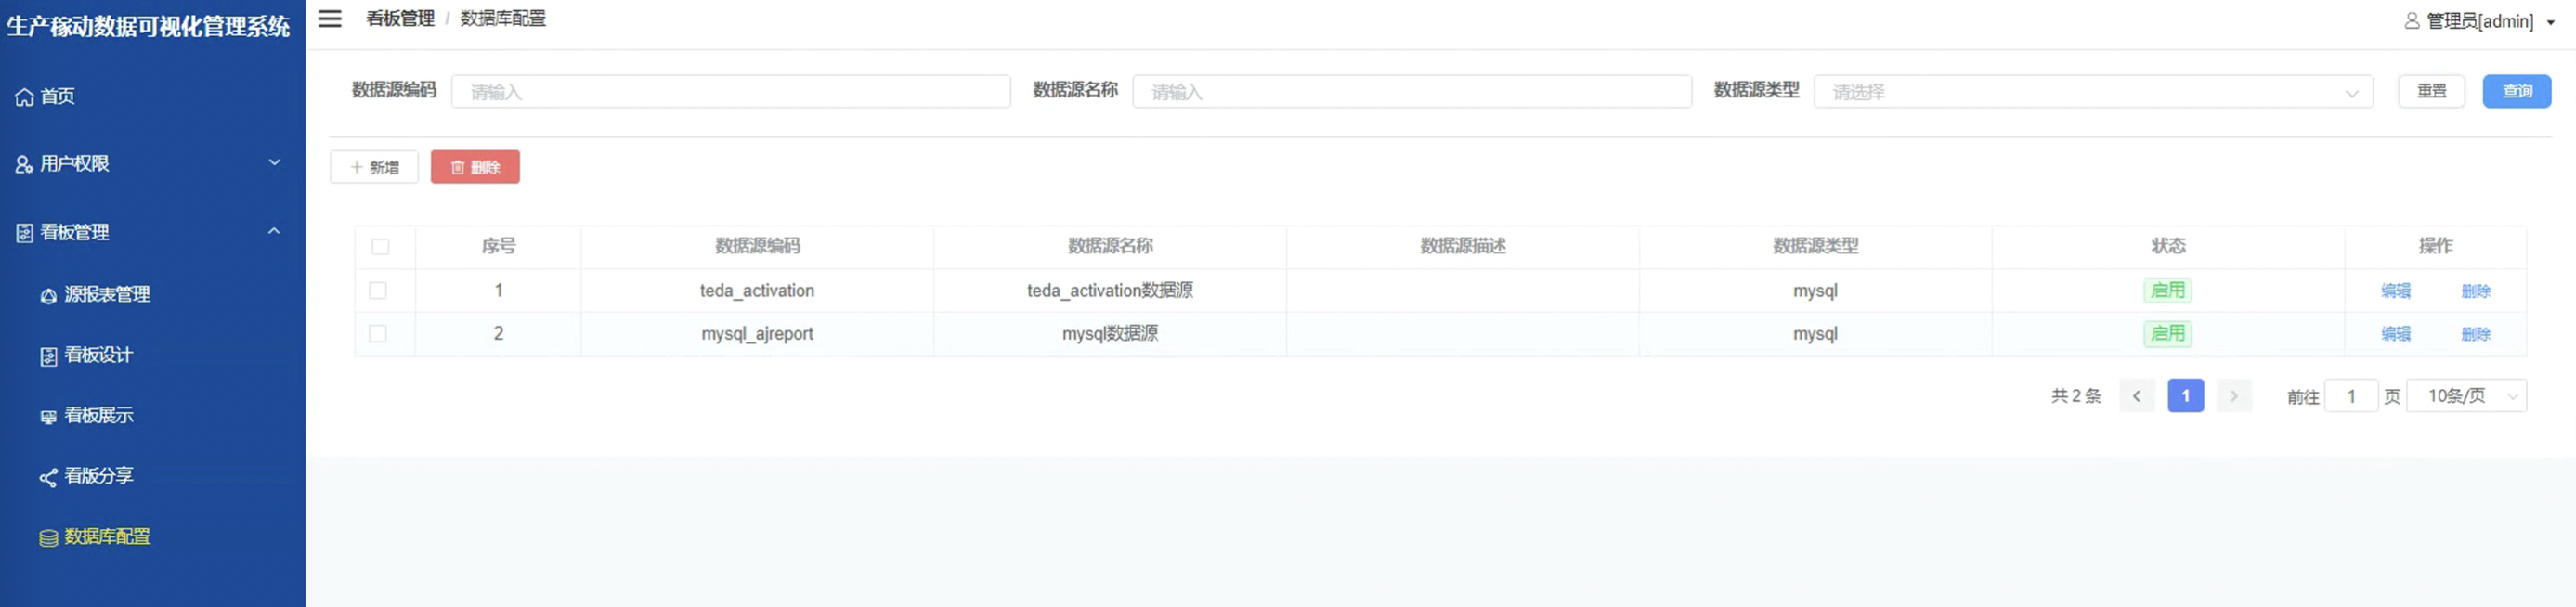 生产稼动数据可视化管理系统
看板管理 / 数据库配置
管理员[admin]
首页
用户权限
看板管理
源报表管理
看板设计
看板展示
看版分享
数据库配置
数据源编码 请输入 数据源名称 请输入 数据源类型 请选择 重置 查询
新增 删除
序号 数据源编码 数据源名称 数据源描述 数据源类型 状态 操作
1 teda_activation teda_activation数据源 mysql 启用 编辑 删除
2 mysql_ajreport mysql数据源 mysql 启用 编辑 删除
共 2 条 1 前往 1 页 10条/页